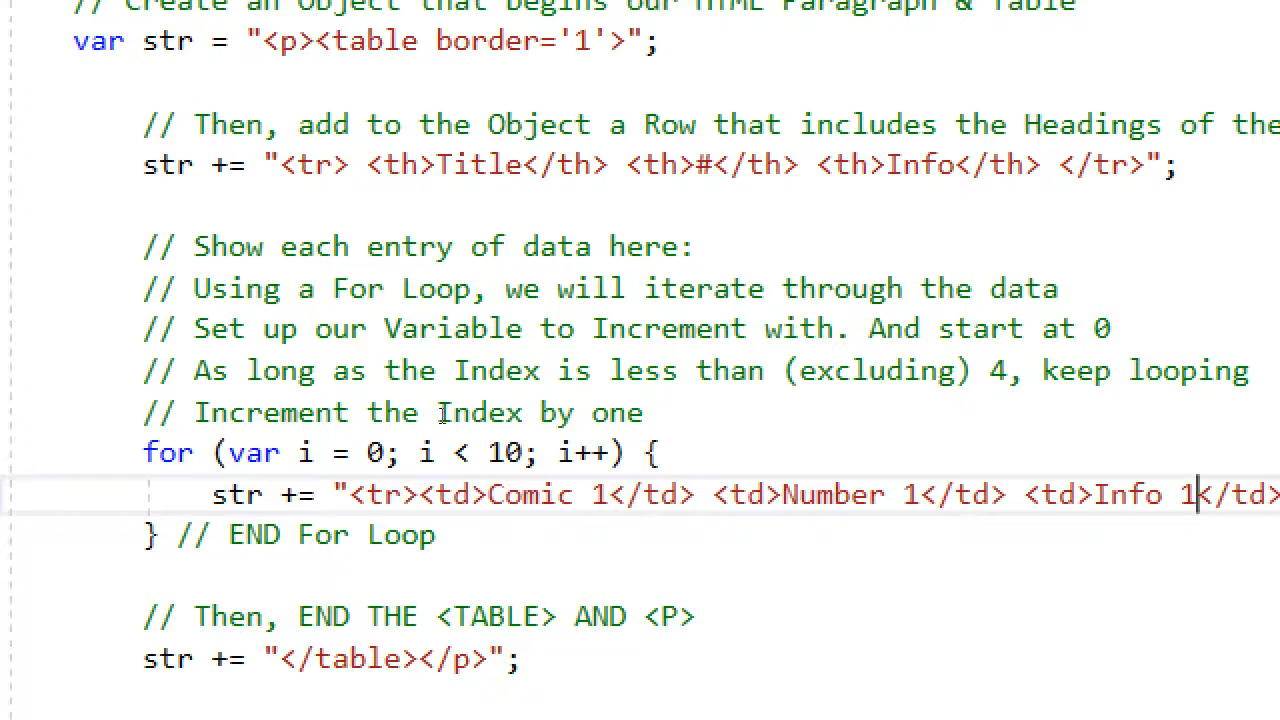 // Create an Object that begins our HTML Paragraph & Table
var str = "<p><table border='1'>";
// Then, add to the Object a Row that includes the Headings of the
str += "<tr> <th>Title</th> <th>#</th> <th>Info</th> </tr>";
// Show each entry of data here:
// Using a For Loop, we will iterate through the data
// Set up our Variable to Increment with. And start at 0
// As long as the Index is less than (excluding) 4, keep looping
// Increment the Index by one
for (var i = 0; i < 10; i++) {
str += "<tr><td>Comic 1</td> <td>Number 1</td> <td>Info 1</td>
} // END For Loop
// Then, END THE <TABLE> AND <P>
str += "</table></p>";